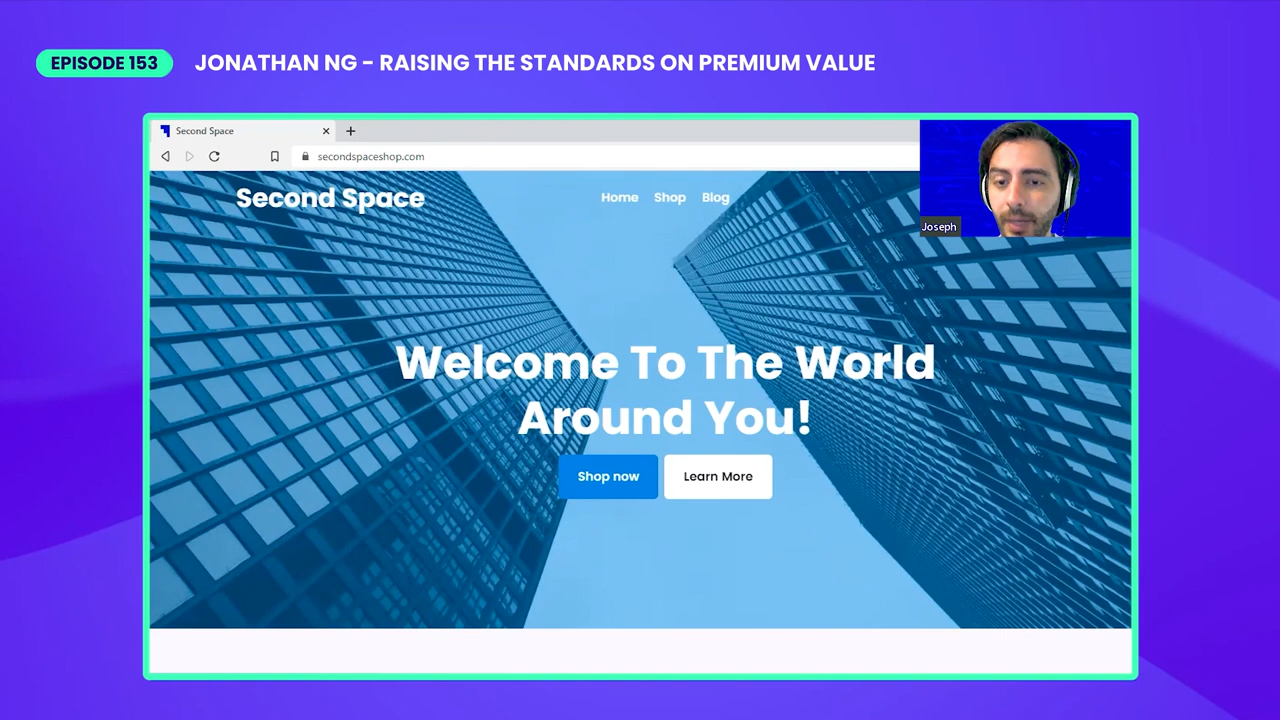 EPISODE 153
JONATHAN NG - RAISING THE STANDARDS ON PREMIUM VALUE
Second Space
secondspaceshop.com
Second Space
Home Shop Blog
Joseph
Welcome To The World
Around You!
Shop now
Learn More